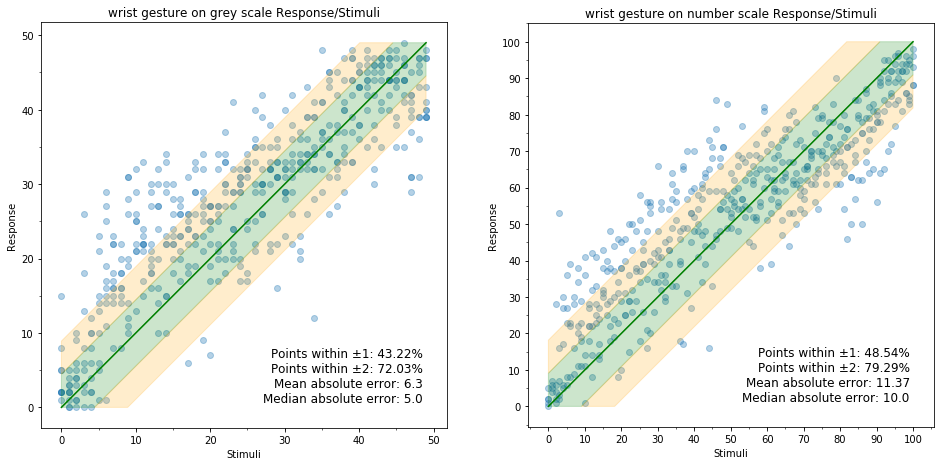 wrist gesture on grey scale Response/Stimuli
50
40
30
20
10
0
Response
Points within ±1: 43.22%
Points within ±2: 72.03%
Mean absolute error: 6.3
Median absolute error: 5.0
0 10 20 30 40 50
Stimuli
wrist gesture on number scale Response/Stimuli
100
90
80
70
60
50
40
30
20
10
0
Response
Points within ±1: 48.54%
Points within ±2: 79.29%
Mean absolute error: 11.37
Median absolute error: 10.0
0 10 20 30 40 50 60 70 80 90 100
Stimuli